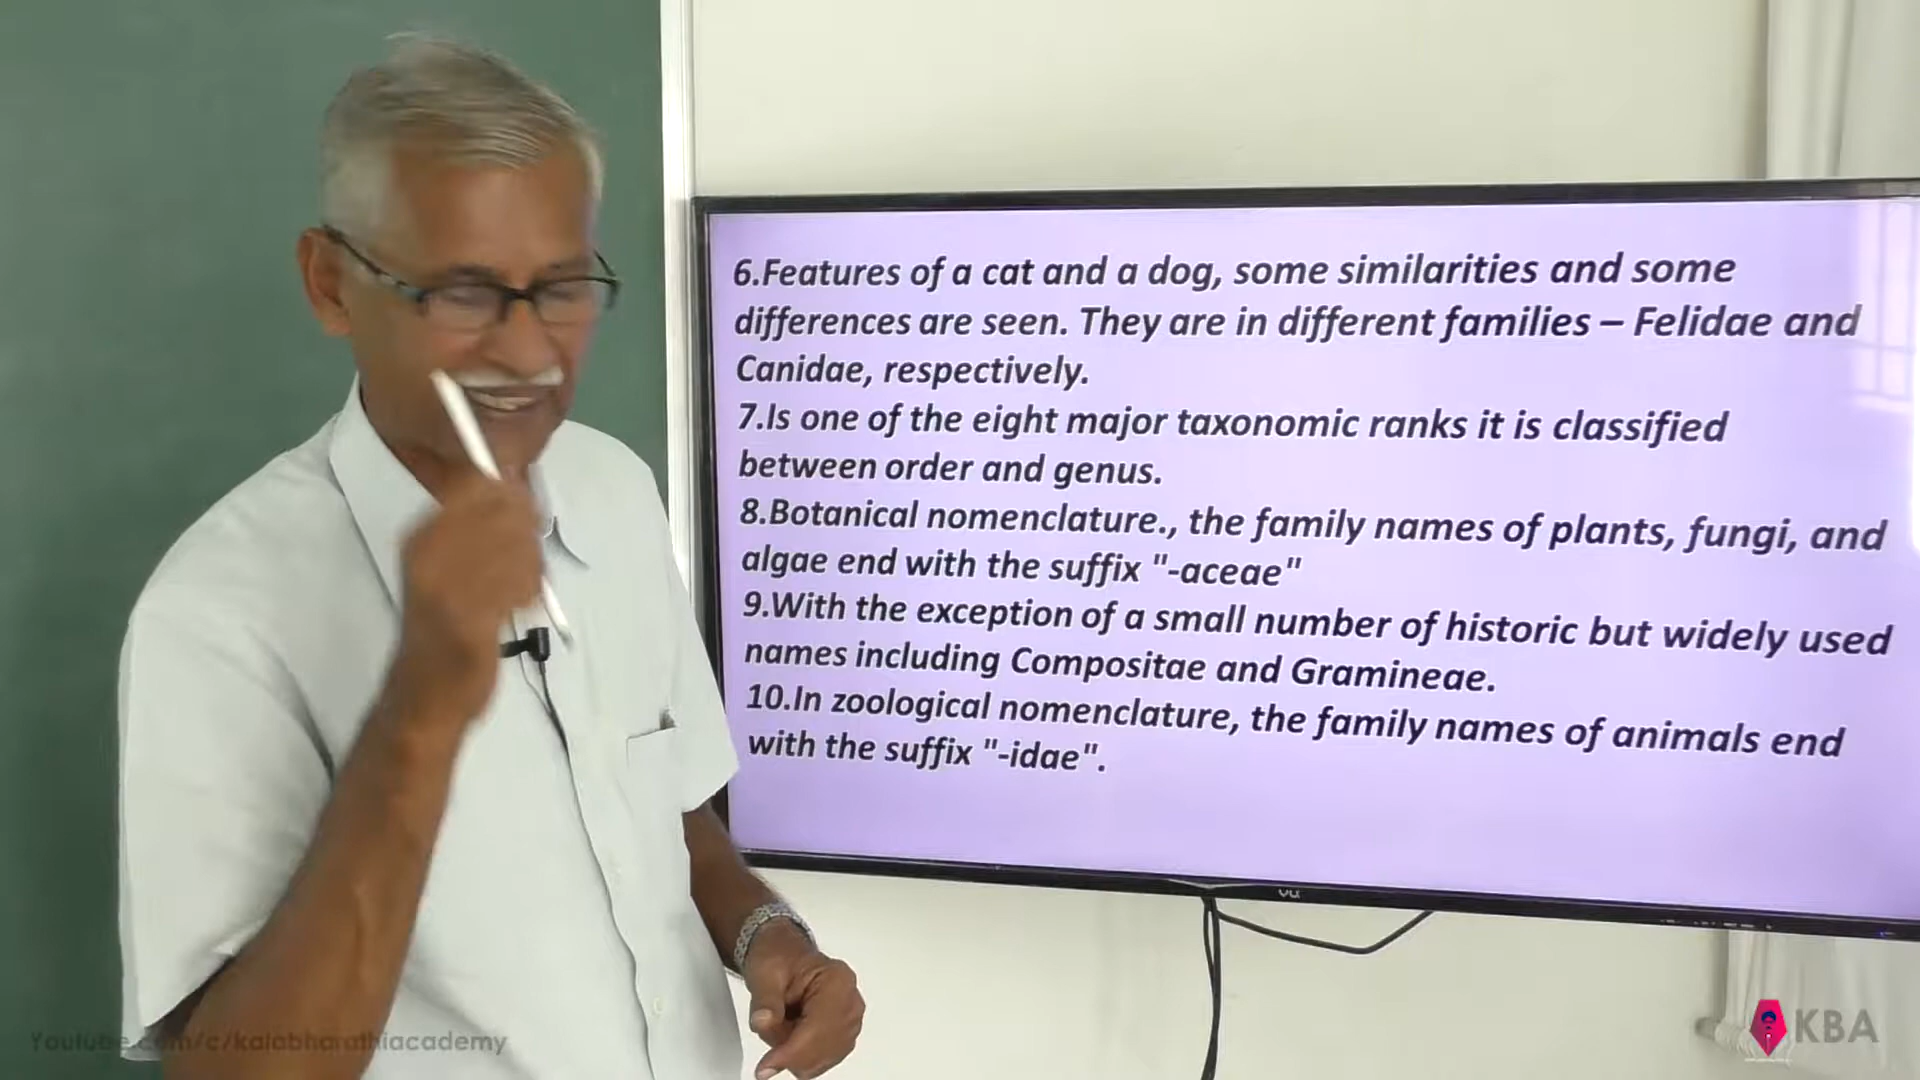 6.Features of a cat and a dog, some similarities and some
differences are seen. They are in different families – Felidae and
Canidae, respectively.
7.Is one of the eight major taxonomic ranks it is classified
between order and genus.
8.Botanical nomenclature., the family names of plants, fungi, and
algae end with the suffix "-aceae"
9.With the exception of a small number of historic but widely used
names including Compositae and Gramineae.
10.In zoological nomenclature, the family names of animals end
with the suffix "-idae".
VU
Youtube.com/c/kalabharathiacademy
KBA